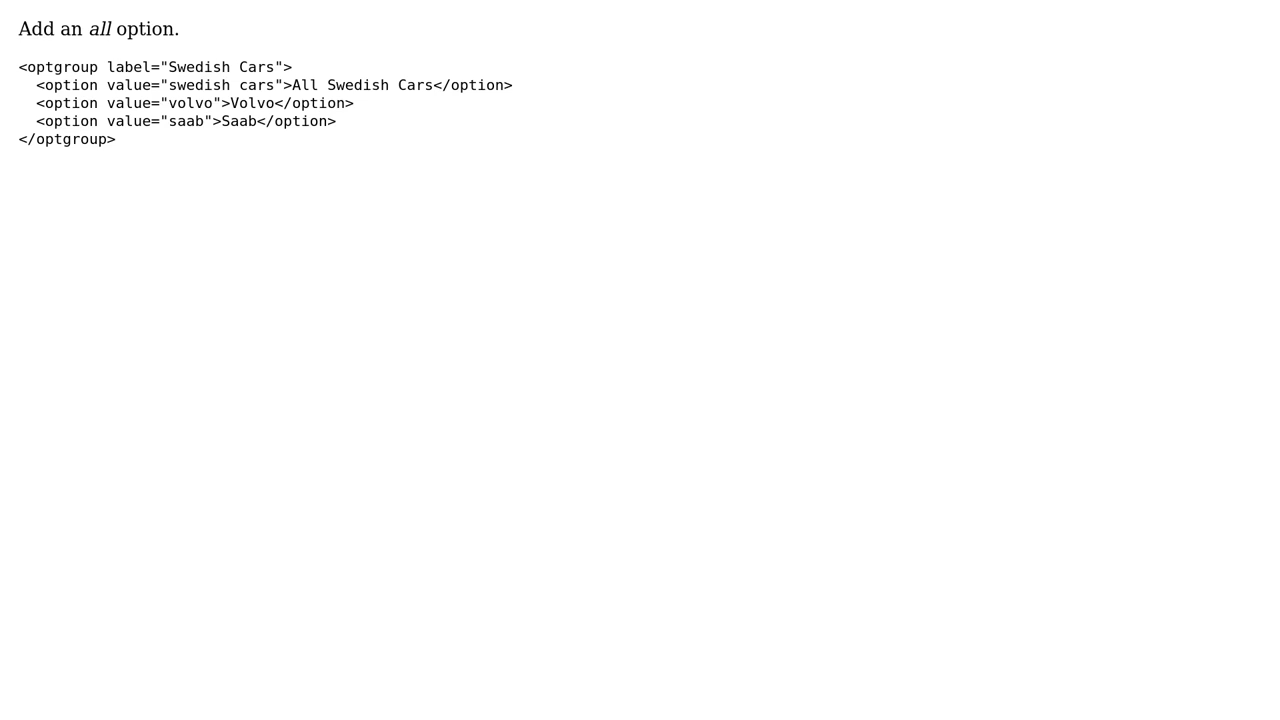 Add an all option.
<optgroup label="Swedish Cars">
  <option value="swedish cars">All Swedish Cars</option>
  <option value="volvo">Volvo</option>
  <option value="saab">Saab</option>
</optgroup>